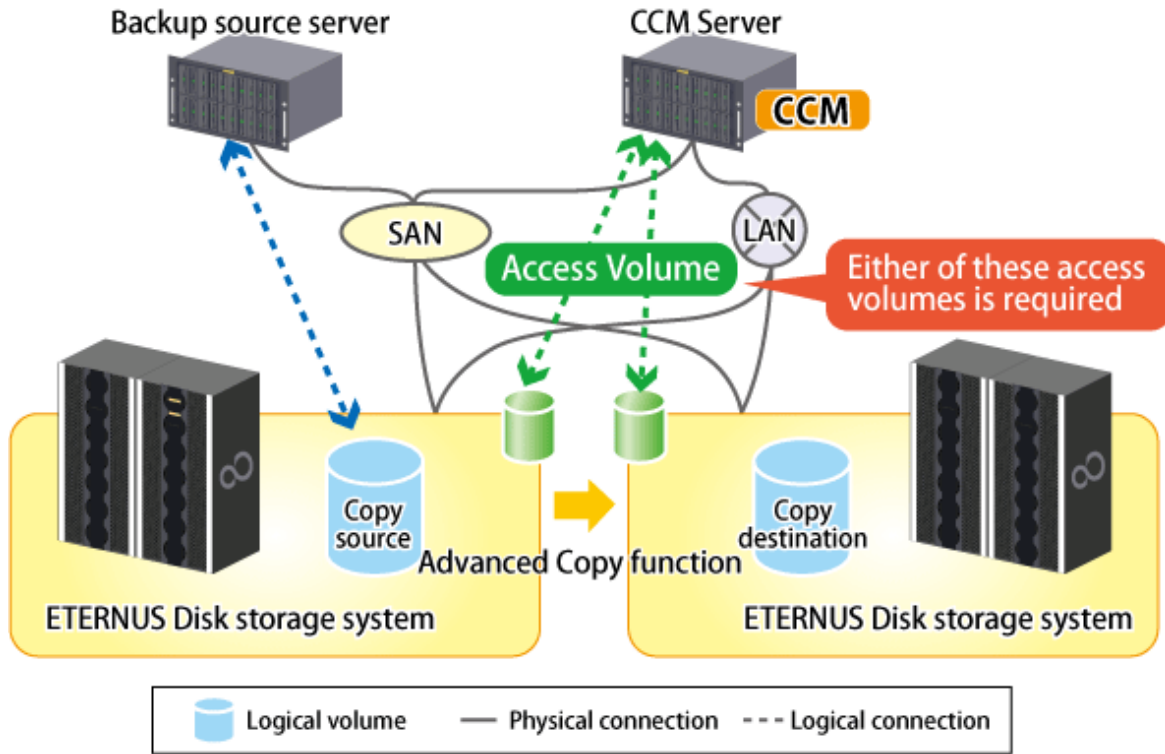 Backup source server
CCM Server
CCM
SAN
LAN
Access Volume
Either of these access
volumes is required
Copy
source
Copy
destination
Advanced Copy function
ETERNUS Disk storage system
ETERNUS Disk storage system
Logical volume
Physical connection
Logical connection